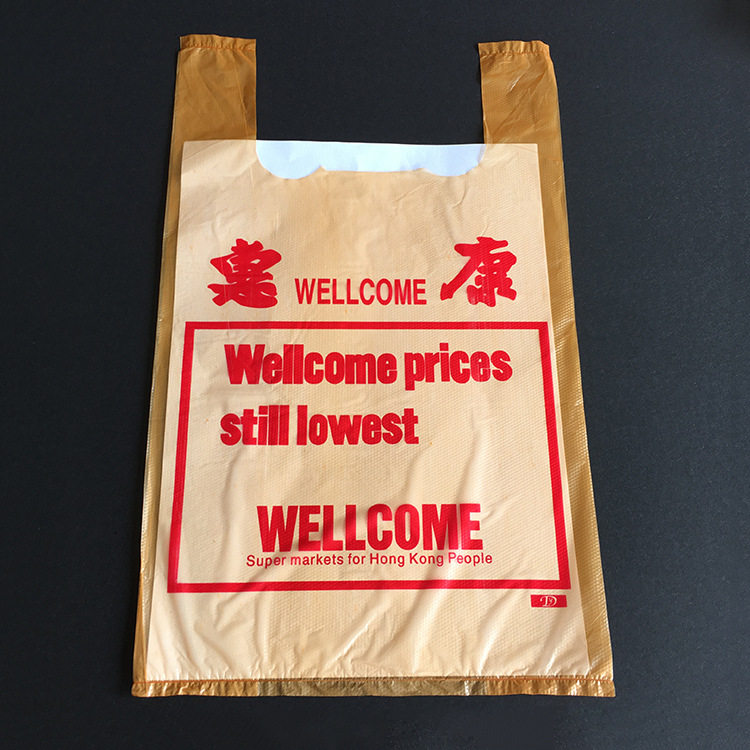 惠 WELLCOME 康
Wellcome prices
still lowest
WELLCOME
Super markets for Hong Kong People